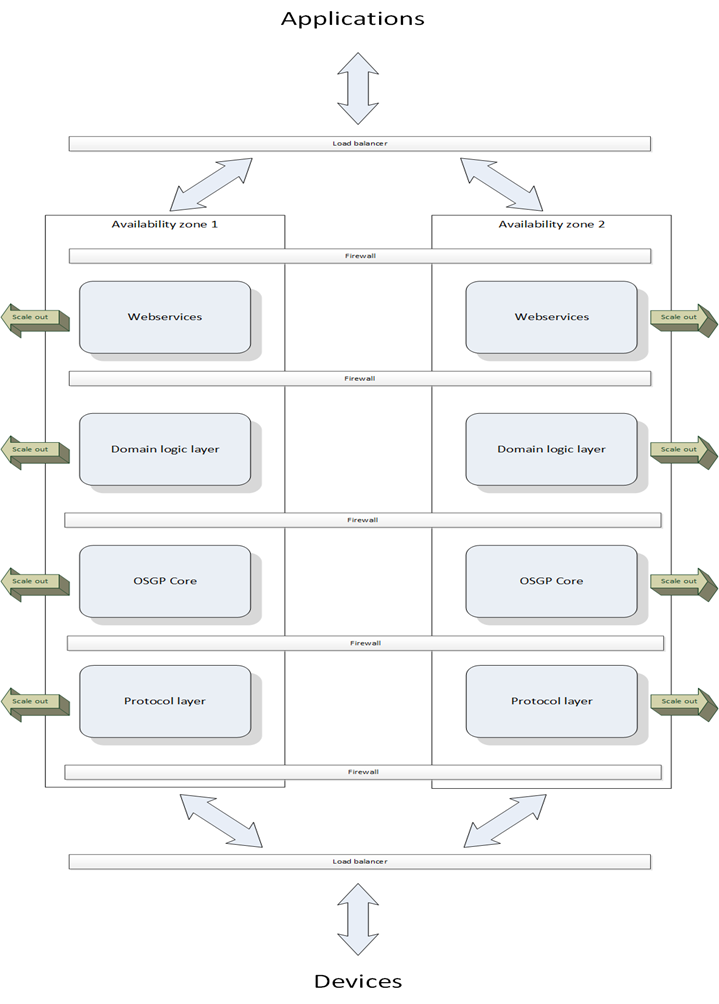 Applications
Load balancer
Availability zone 1
Availability zone 2
Firewall
Scale out
Webservices
Webservices
Scale out
Firewall
Scale out
Domain logic layer
Domain logic layer
Scale out
Firewall
Scale out
OSGP Core
OSGP Core
Scale out
Firewall
Scale out
Protocol layer
Protocol layer
Scale out
Firewall
Load balancer
Devices